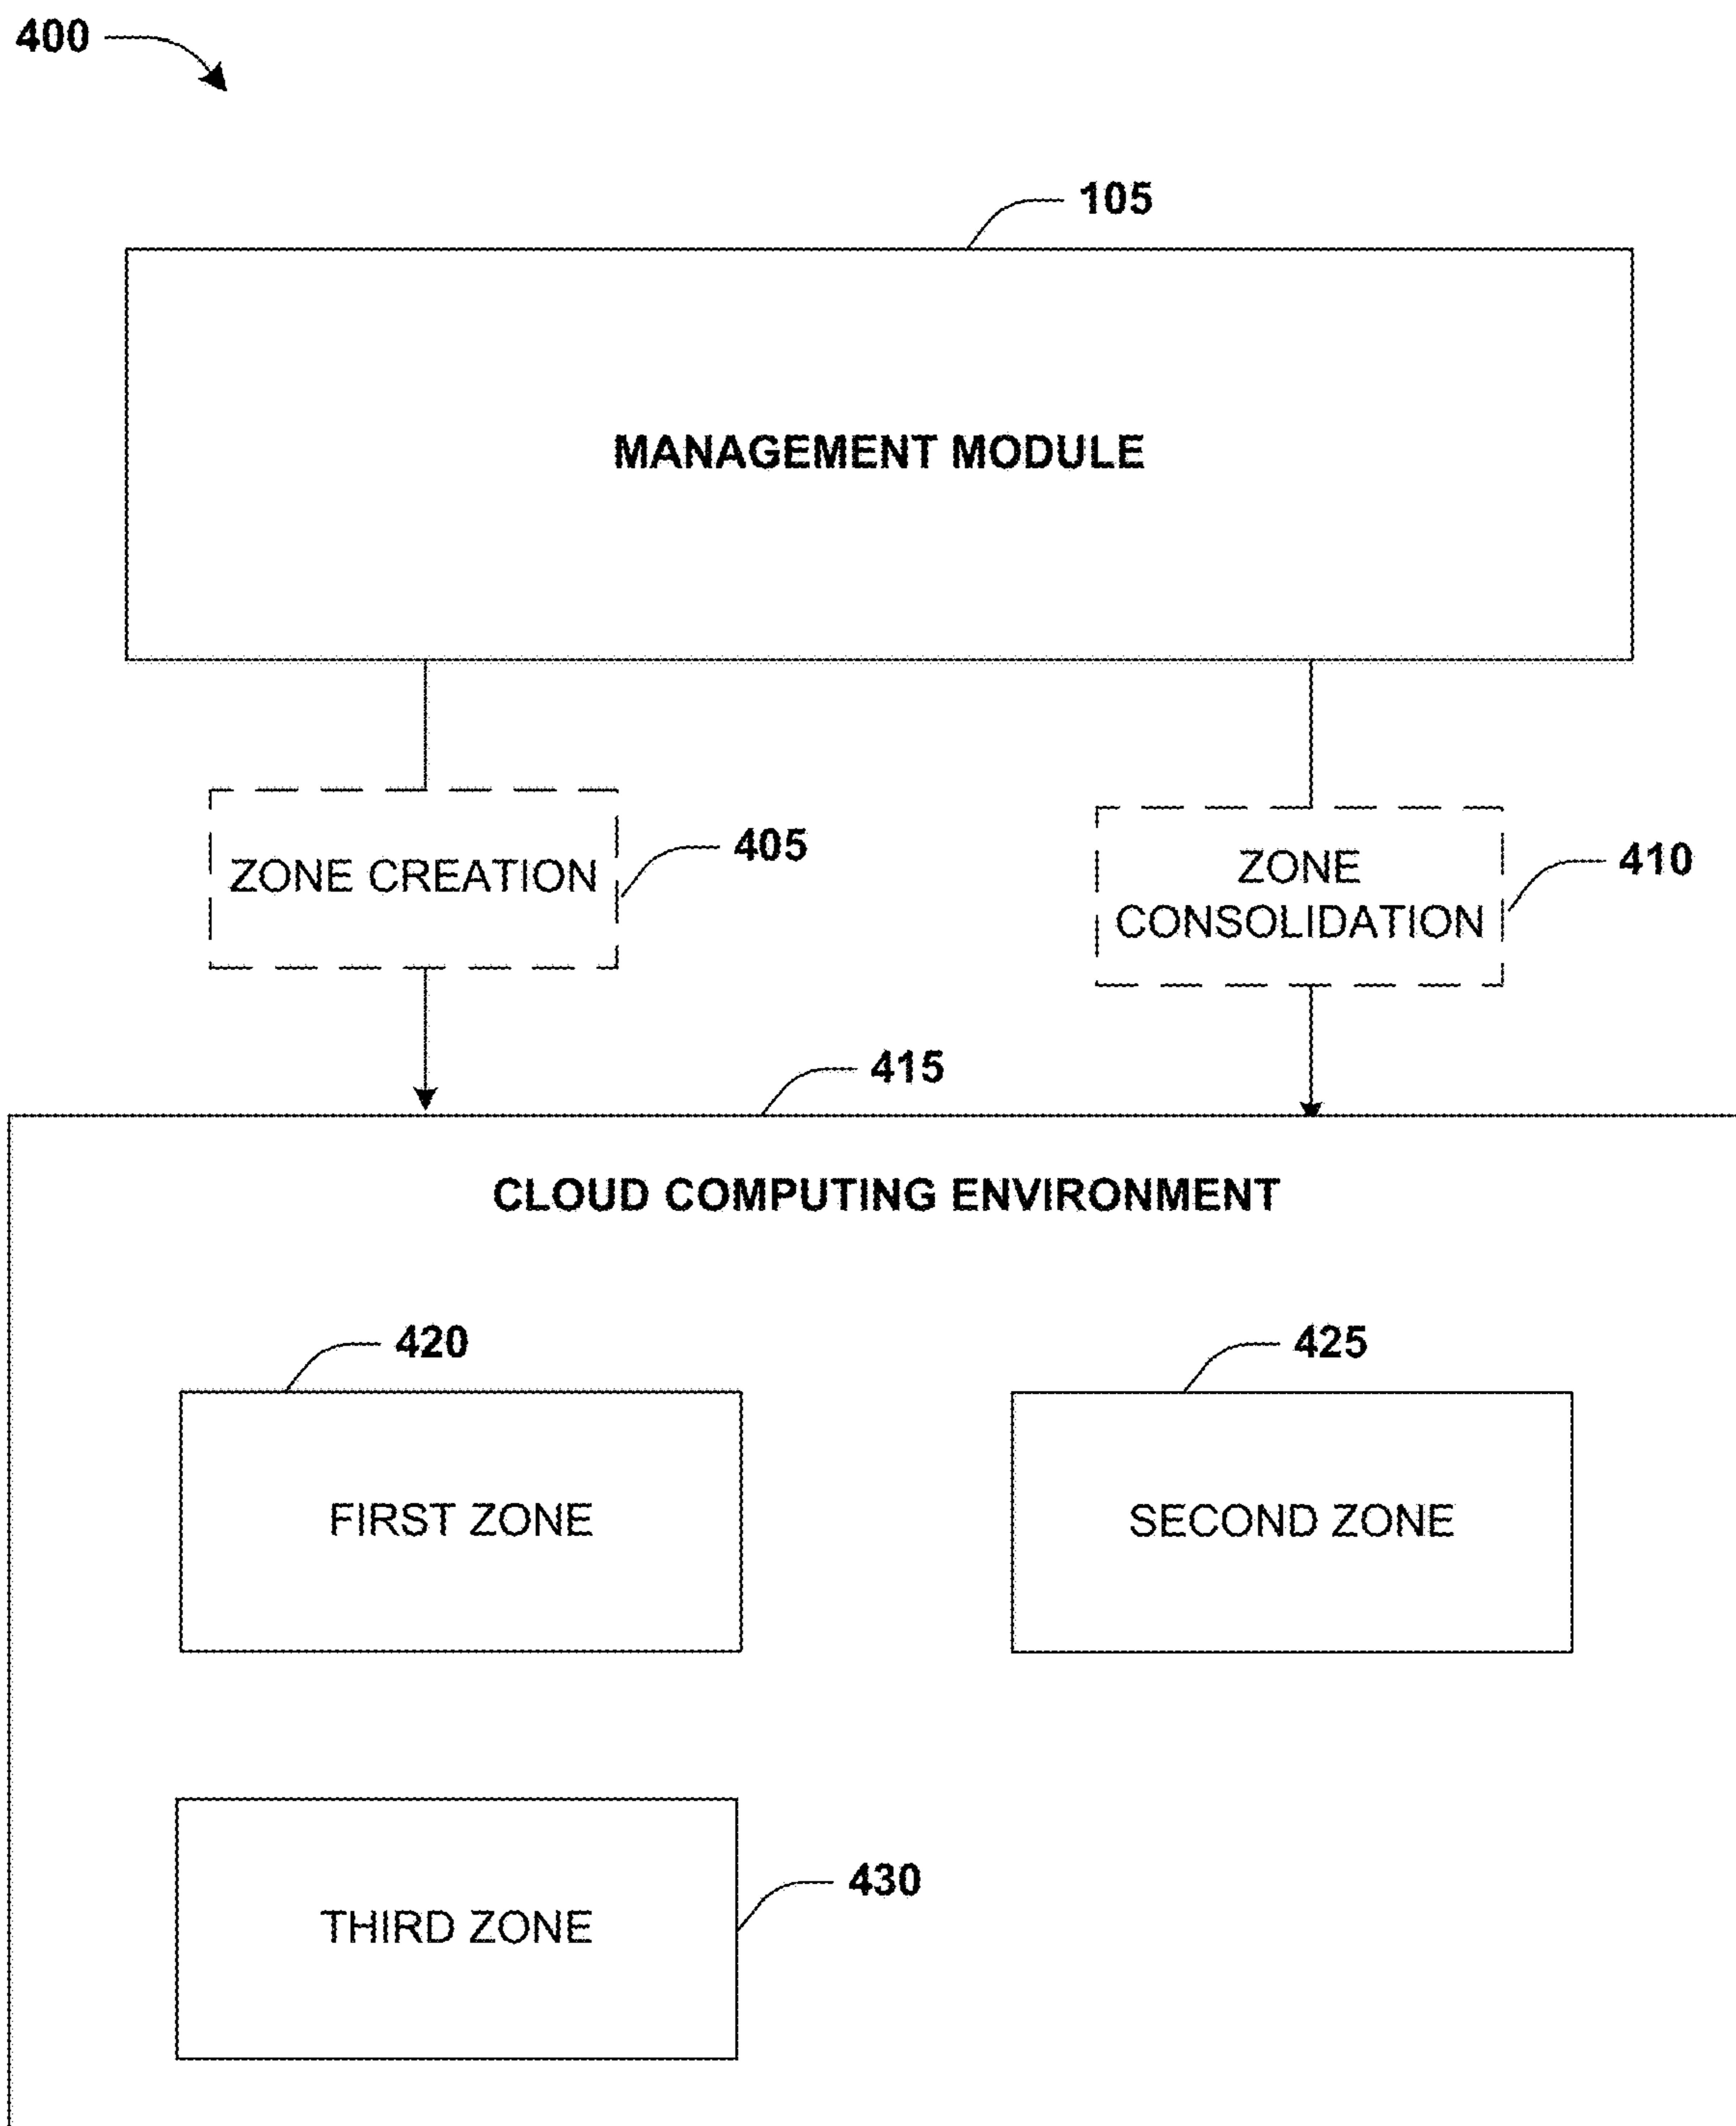 400
105
MANAGEMENT MODULE
ZONE CREATION
405
ZONE
CONSOLIDATION
410
415
CLOUD COMPUTING ENVIRONMENT
420
425
FIRST ZONE
SECOND ZONE
430
THIRD ZONE